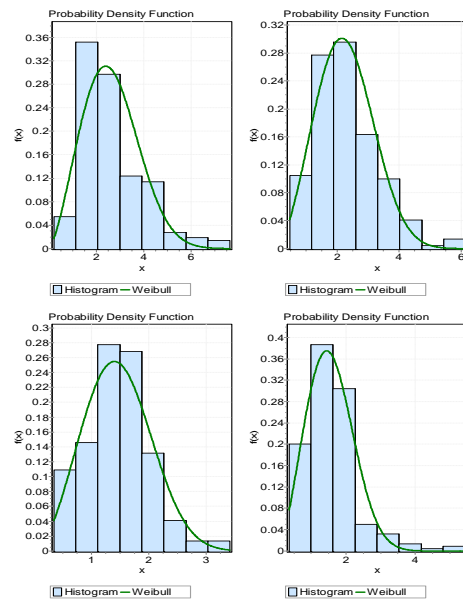 Probability Density Function
f(x)
0.36
0.32
0.28
0.24
0.2
0.16
0.12
0.08
0.04
0
2 4 6
x
Histogram Weibull
Probability Density Function
f(x)
0.32
0.28
0.24
0.2
0.16
0.12
0.08
0.04
0
2 4 6
x
Histogram Weibull
Probability Density Function
f(x)
0.3
0.28
0.26
0.24
0.22
0.2
0.18
0.16
0.14
0.12
0.1
0.08
0.06
0.04
0.02
0
1 2 3
x
Histogram Weibull
Probability Density Function
f(x)
0.4
0.36
0.32
0.28
0.24
0.2
0.16
0.12
0.08
0.04
0
2 4
x
Histogram Weibull